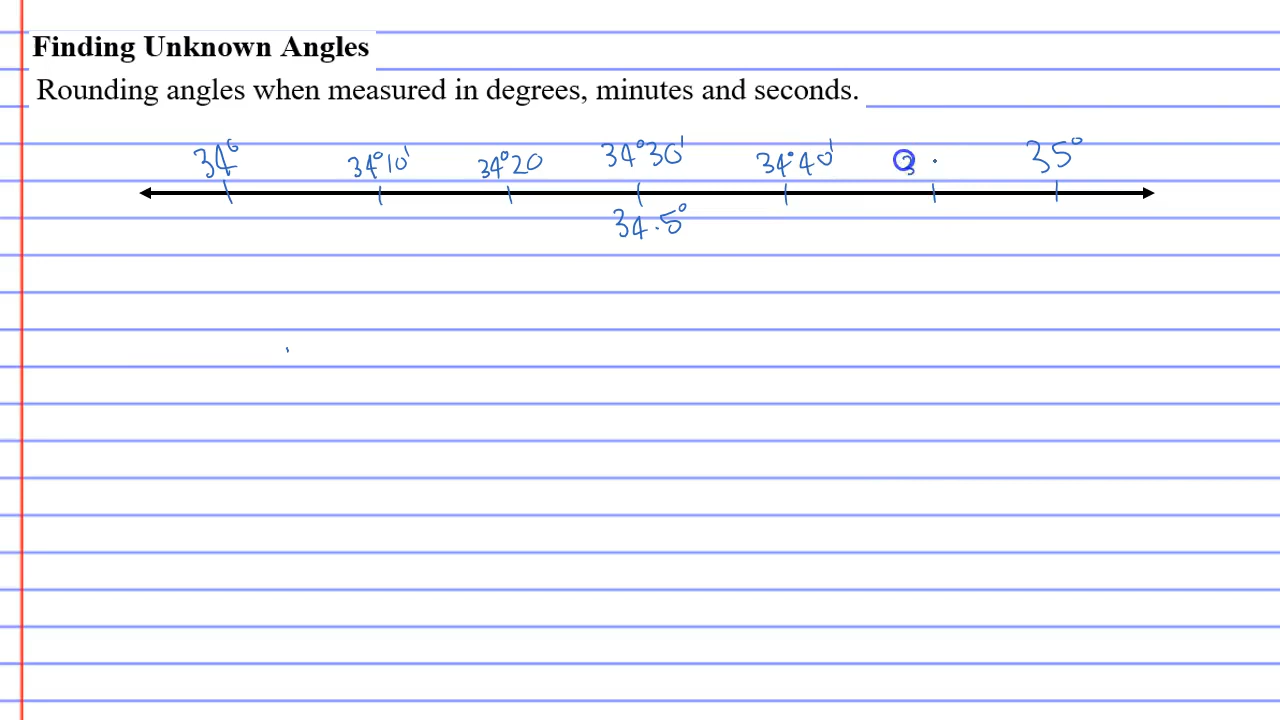 Finding Unknown Angles
Rounding angles when measured in degrees, minutes and seconds.
34° 34°10' 34°20 34°30' 34°40' 3 35°
34.5°